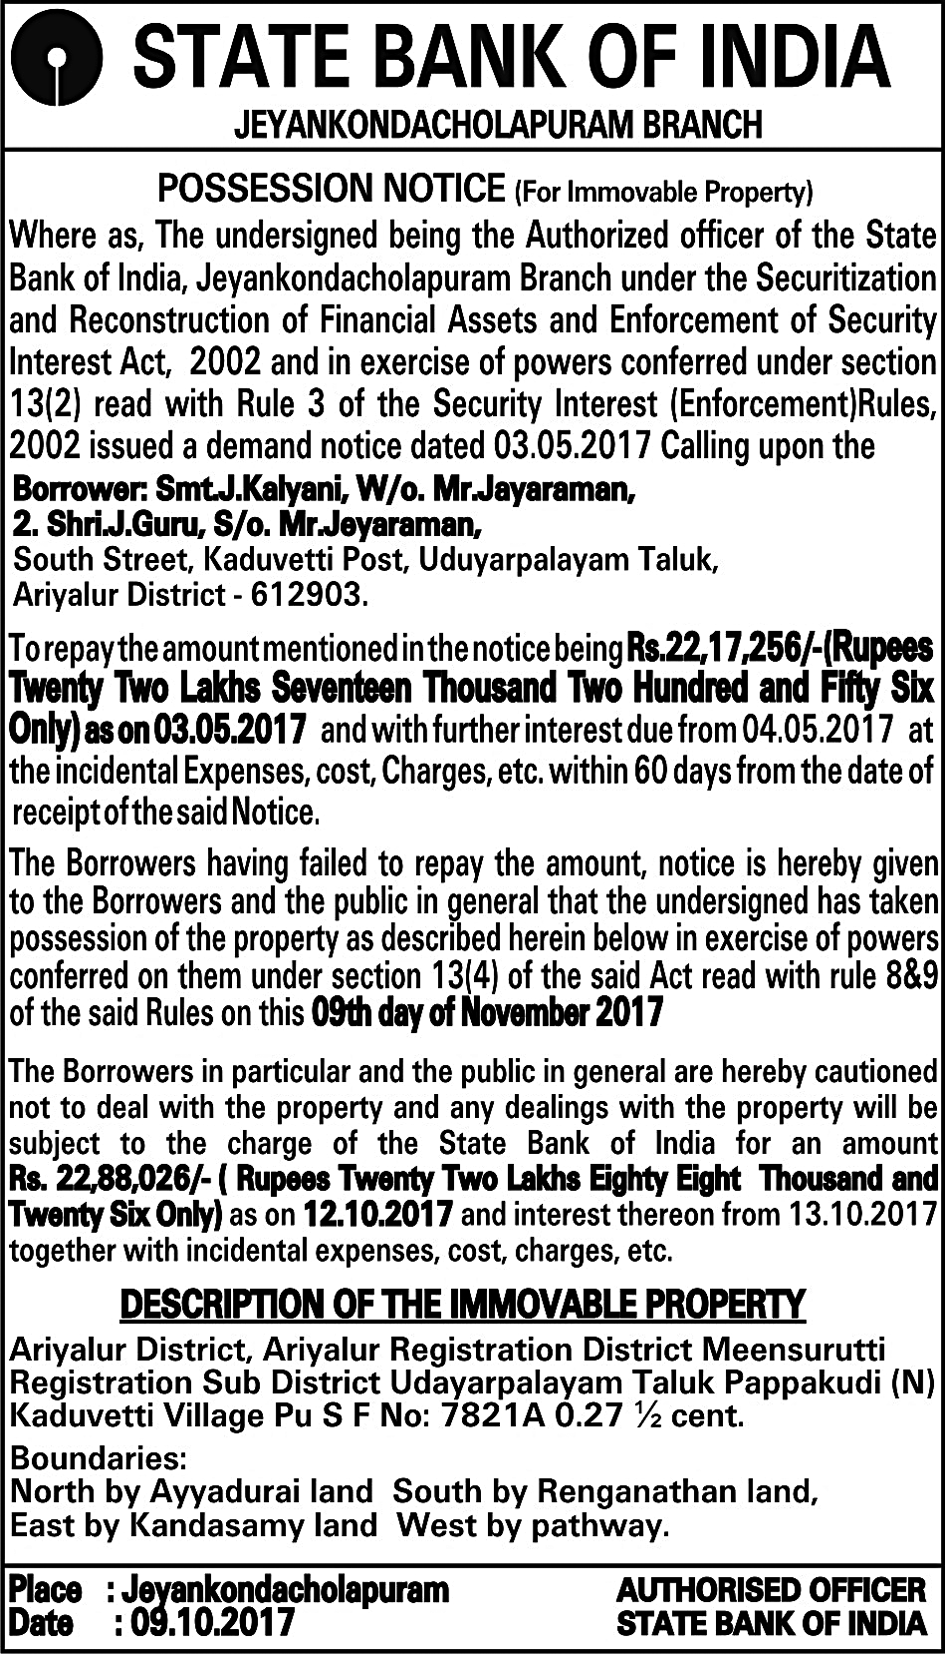 STATE BANK OF INDIA
JEYANKONDACHOLAPURAM BRANCH
POSSESSION NOTICE (For Immovable Property)
Where as, The undersigned being the Authorized officer of the State
Bank of India, Jeyankondacholapuram Branch under the Securitization
and Reconstruction of Financial Assets and Enforcement of Security
Interest Act, 2002 and in exercise of powers conferred under section
13(2) read with Rule 3 of the Security Interest (Enforcement)Rules,
2002 issued a demand notice dated 03.05.2017 Calling upon the
Borrower: Smt.J.Kalyani, W/o. Mr.Jayaraman,
2. Shri.J.Guru, S/o. Mr.Jeyaraman,
South Street, Kaduvetti Post, Uduyarpalayam Taluk,
Ariyalur District - 612903.
To repay the amount mentioned in the notice being Rs.22,17,256/-(Rupees
Twenty Two Lakhs Seventeen Thousand Two Hundred and Fifty Six
Only) as on 03.05.2017 and with further interest due from 04.05.2017 at
the incidental Expenses, cost, Charges, etc. within 60 days from the date of
receipt of the said Notice.
The Borrowers having failed to repay the amount, notice is hereby given
to the Borrowers and the public in general that the undersigned has taken
possession of the property as described herein below in exercise of powers
conferred on them under section 13(4) of the said Act read with rule 8&9
of the said Rules on this 09th day of November 2017
The Borrowers in particular and the public in general are hereby cautioned
not to deal with the property and any dealings with the property will be
subject to the charge of the State Bank of India for an amount
Rs. 22,88,026/- ( Rupees Twenty Two Lakhs Eighty Eight Thousand and
Twenty Six Only) as on 12.10.2017 and interest thereon from 13.10.2017
together with incidental expenses, cost, charges, etc.
DESCRIPTION OF THE IMMOVABLE PROPERTY
Ariyalur District, Ariyalur Registration District Meensurutti
Registration Sub District Udayarpalayam Taluk Pappakudi (N)
Kaduvetti Village Pu S F No: 7821A 0.27 ½ cent.
Boundaries:
North by Ayyadurai land South by Renganathan land,
East by Kandasamy land West by pathway.
Place : Jeyankondacholapuram AUTHORISED OFFICER
Date : 09.10.2017 STATE BANK OF INDIA